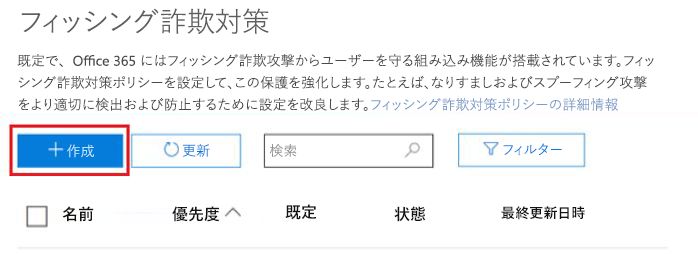 フィッシング詐欺対策
既定で、Office 365 にはフィッシング詐欺攻撃からユーザーを守る組み込み機能が搭載されています。フィッ
シング詐欺対策ポリシーを設定して、この保護を強化します。たとえば、なりすましおよびスプーフィング攻撃
をより適切に検出および防止するために設定を改良します。フィッシング詐欺対策ポリシーの詳細情報
＋作成 更新 検索 フィルター
名前 優先度 既定 状態 最終更新日時